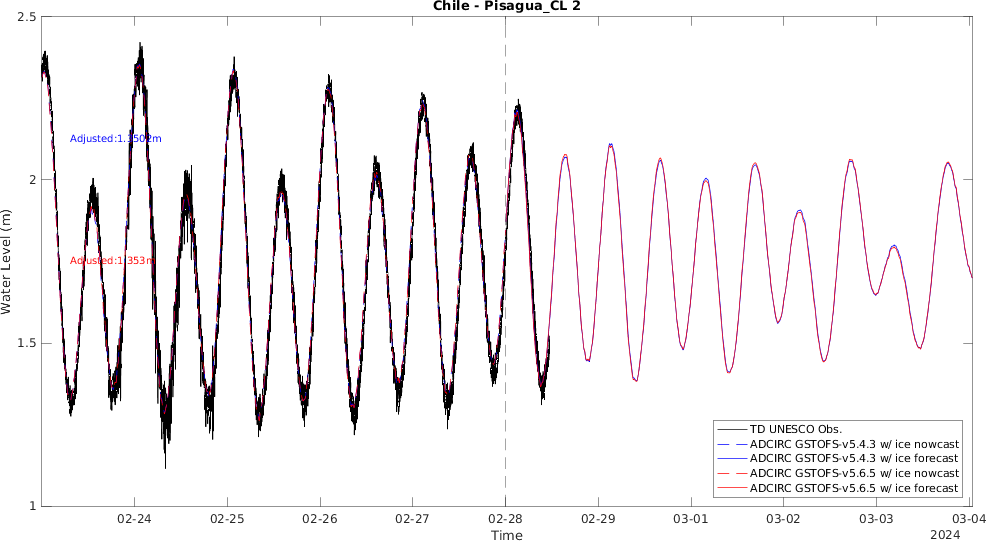 Chile - Pisagua_CL 2
2.5
2
1.5
1
Water Level (m)
Adjusted:1.3502m
Adjusted:1.353m
TD UNESCO Obs.
ADCIRC GSTOFS-v5.4.3 w/ ice nowcast
ADCIRC GSTOFS-v5.4.3 w/ ice forecast
ADCIRC GSTOFS-v5.6.5 w/ ice nowcast
ADCIRC GSTOFS-v5.6.5 w/ ice forecast
02-24 02-25 02-26 02-27 02-28 02-29 03-01 03-02 03-03 03-04
Time
2024